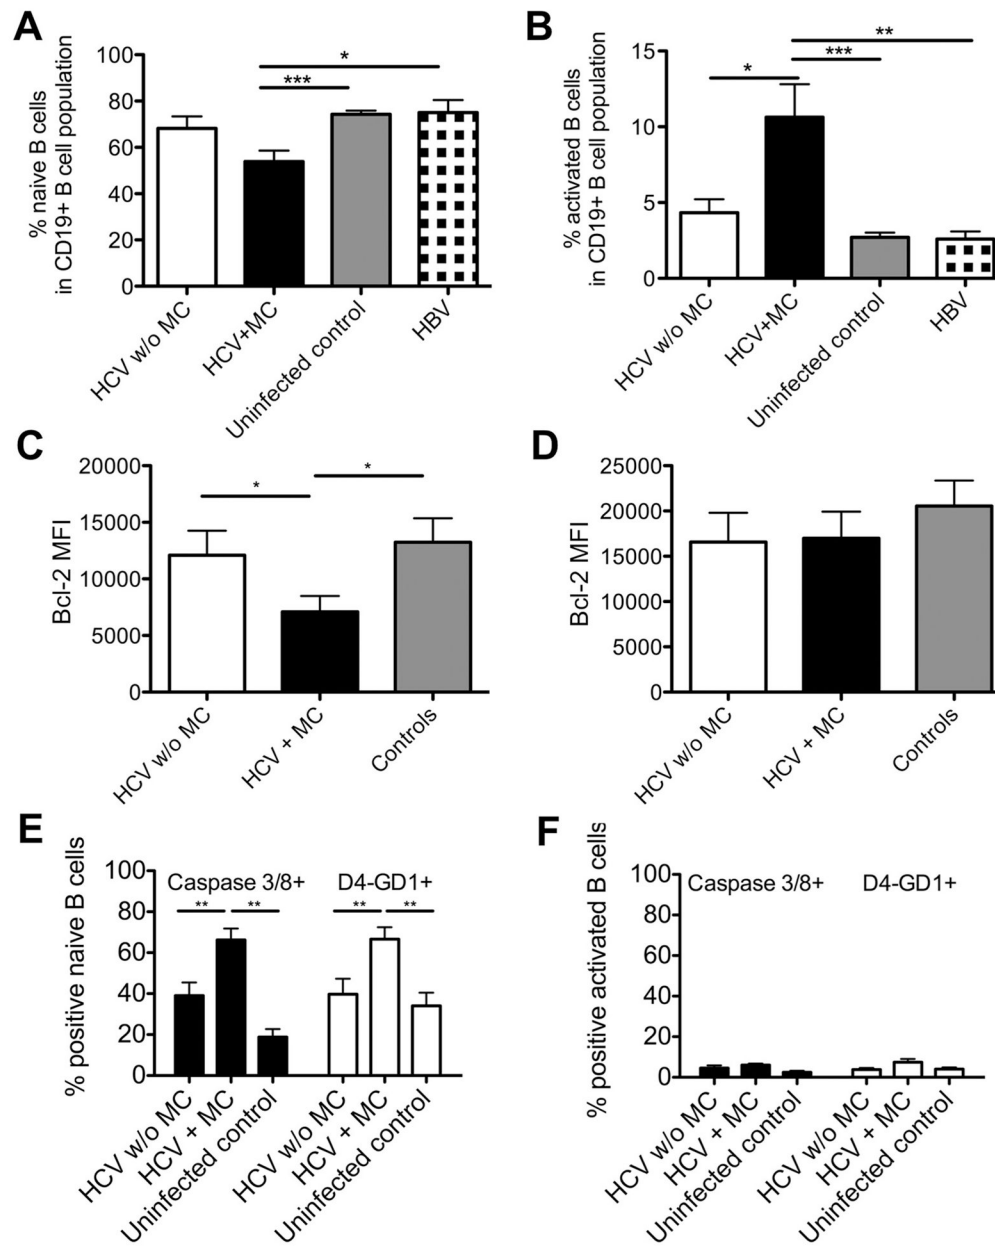 A
% naive B cells
in CD19+ B cell population
100
80
60
40
20
0
*
***
HCV w/o MC
HCV+MC
Uninfected control
HBV
B
% activated B cells
in CD19+ B cell population
15
10
5
0
**
***
*
HCV w/o MC
HCV+MC
Uninfected control
HBV
C
Bcl-2 MFI
20000
15000
10000
5000
0
*
*
HCV w/o MC
HCV + MC
Controls
D
Bcl-2 MFI
25000
20000
15000
10000
5000
0
HCV w/o MC
HCV + MC
Controls
E
% positive naive B cells
100
80
60
40
20
0
Caspase 3/8+
D4-GD1+
** **
** **
HCV w/o MC
HCV + MC
Uninfected control
HCV w/o MC
HCV + MC
Uninfected control
F
% positive activated B cells
100
80
60
40
20
0
Caspase 3/8+
D4-GD1+
HCV w/o MC
HCV + MC
Uninfected control
HCV w/o MC
HCV + MC
Uninfected control